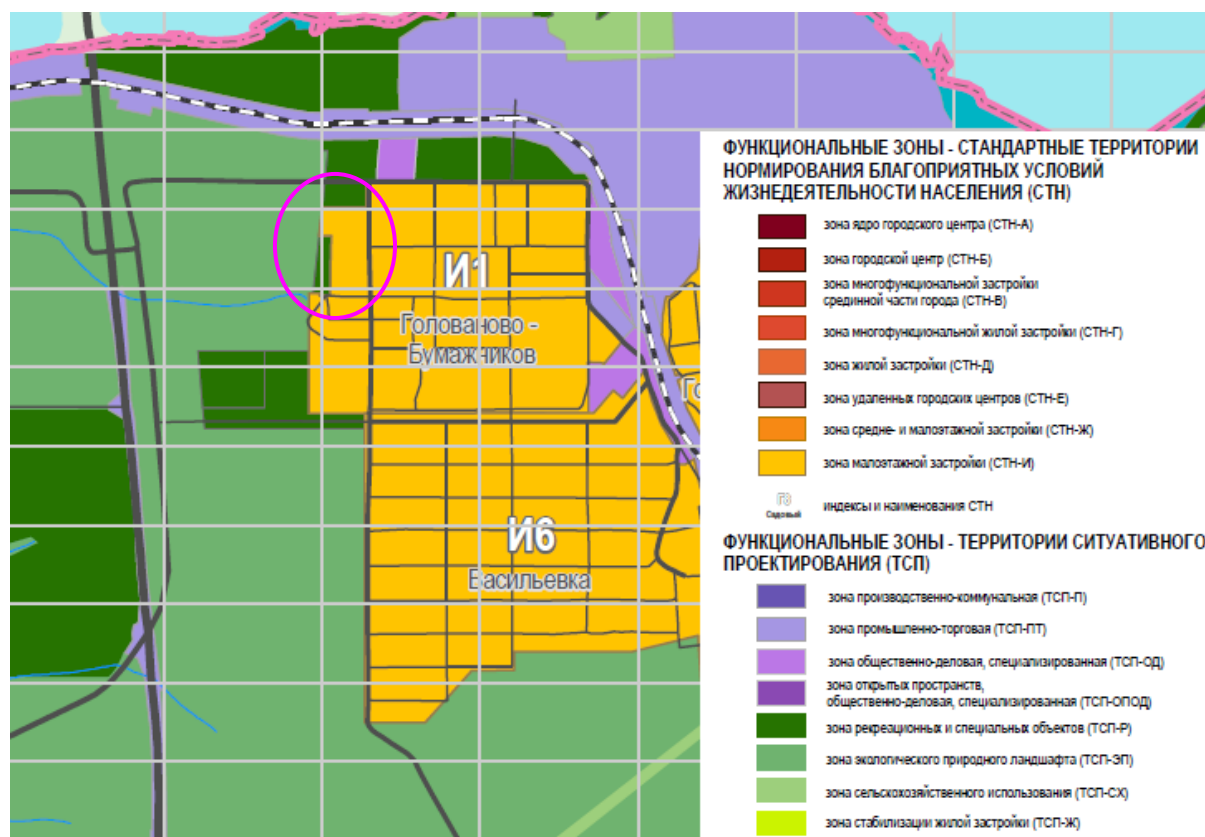 ФУНКЦИОНАЛЬНЫЕ ЗОНЫ - СТАНДАРТНЫЕ ТЕРРИТОРИИ
НОРМИРОВАНИЯ БЛАГОПРИЯТНЫХ УСЛОВИЙ
ЖИЗНЕДЕЯТЕЛЬНОСТИ НАСЕЛЕНИЯ (СТН)
зона ядро городского центра (СТН-А)
зона городской центр (СТН-Б)
зона многофункциональной застройки
срединной части города (СТН-В)
зона многофункциональной жилой застройки (СТН-Г)
зона жилой застройки (СТН-Д)
зона удаленных городских центров (СТН-Е)
зона средне- и малоэтажной застройки (СТН-Ж)
зона малоэтажной застройки (СТН-И)
Г3
Садовый
индексы и наименования СТН
ФУНКЦИОНАЛЬНЫЕ ЗОНЫ - ТЕРРИТОРИИ СИТУАТИВНОГО
ПРОЕКТИРОВАНИЯ (ТСП)
зона производственно-коммунальная (ТСП-П)
зона промышленно-торговая (ТСП-ПТ)
зона общественно-деловая, специализированная (ТСП-ОД)
зона открытых пространств,
общественно-деловая, специализированная (ТСП-ОПОД)
зона рекреационных и специальных объектов (ТСП-Р)
зона экологического природного ландшафта (ТСП-ЭП)
зона сельскохозяйственного использования (ТСП-СХ)
зона стабилизации жилой застройки (ТСП-Ж)
И1
Голованово -
Бумажников
И6
Васильевка